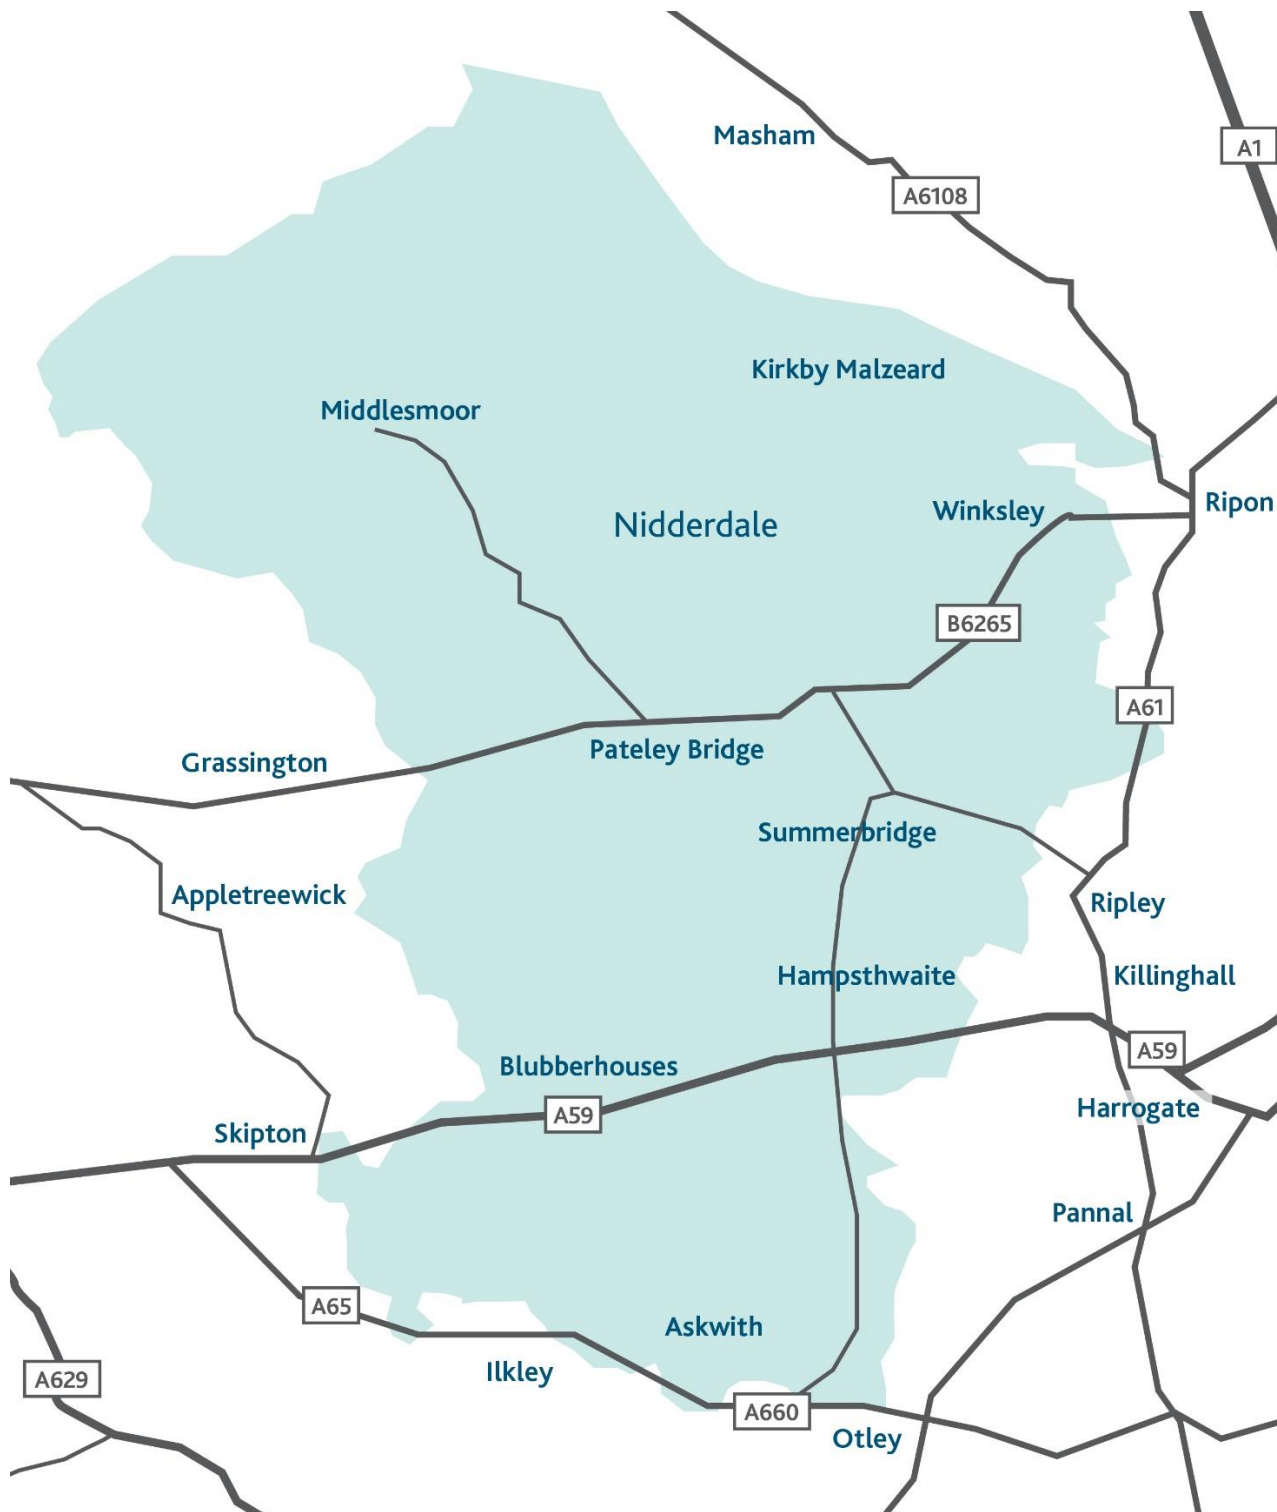 Masham
A1
A6108
Kirkby Malzeard
Middlesmoor
Ripon
Winksley
Nidderdale
B6265
A61
Pateley Bridge
Grassington
Summerbridge
Appletreewick
Ripley
Hampsthwaite
Killinghall
A59
Blubberhouses
Harrogate
A59
Skipton
Pannal
A65
Askwith
Ilkley
A629
A660
Otley